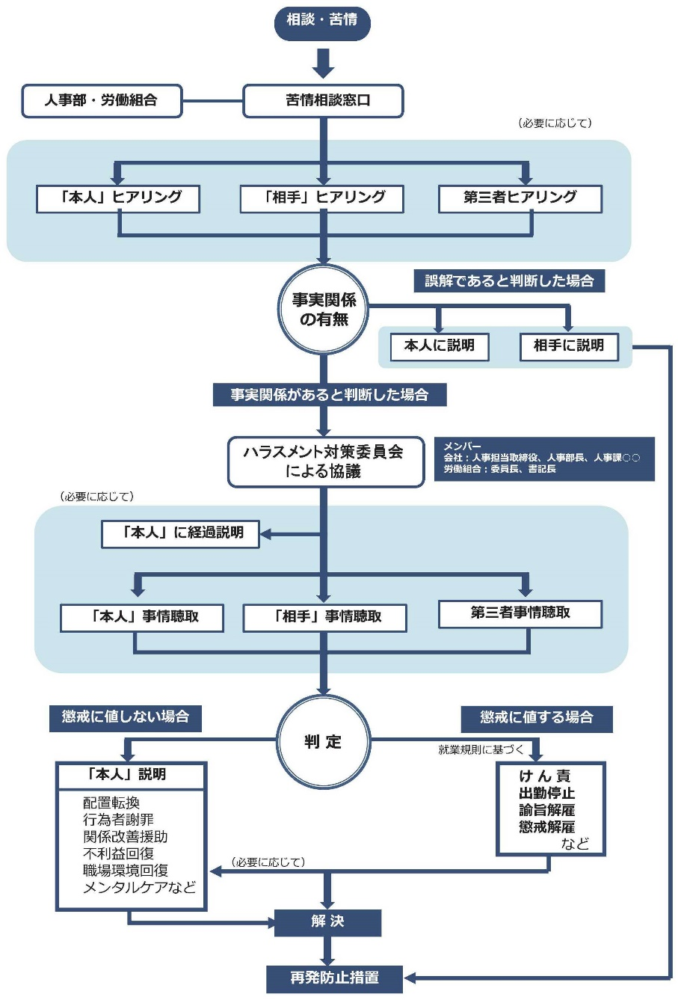 相談・苦情
人事部・労働組合
苦情相談窓口
（必要に応じて）
「本人」ヒアリング
「相手」ヒアリング
第三者ヒアリング
誤解であると判断した場合
事実関係
の有無
本人に説明
相手に説明
事実関係があると判断した場合
ハラスメント対策委員会
による協議
メンバー
会社：人事担当取締役、人事部長、人事課○○
労働組合：委員長、書記長
（必要に応じて）
「本人」に経過説明
「本人」事情聴取
「相手」事情聴取
第三者事情聴取
懲戒に値しない場合
懲戒に値する場合
判 定
就業規則に基づく
「本人」説明
配置転換
行為者謝罪
関係改善援助
不利益回復
職場環境回復
メンタルケアなど
け ん 責
出勤停止
諭旨解雇
懲戒解雇
など
（必要に応じて）
解 決
再発防止措置